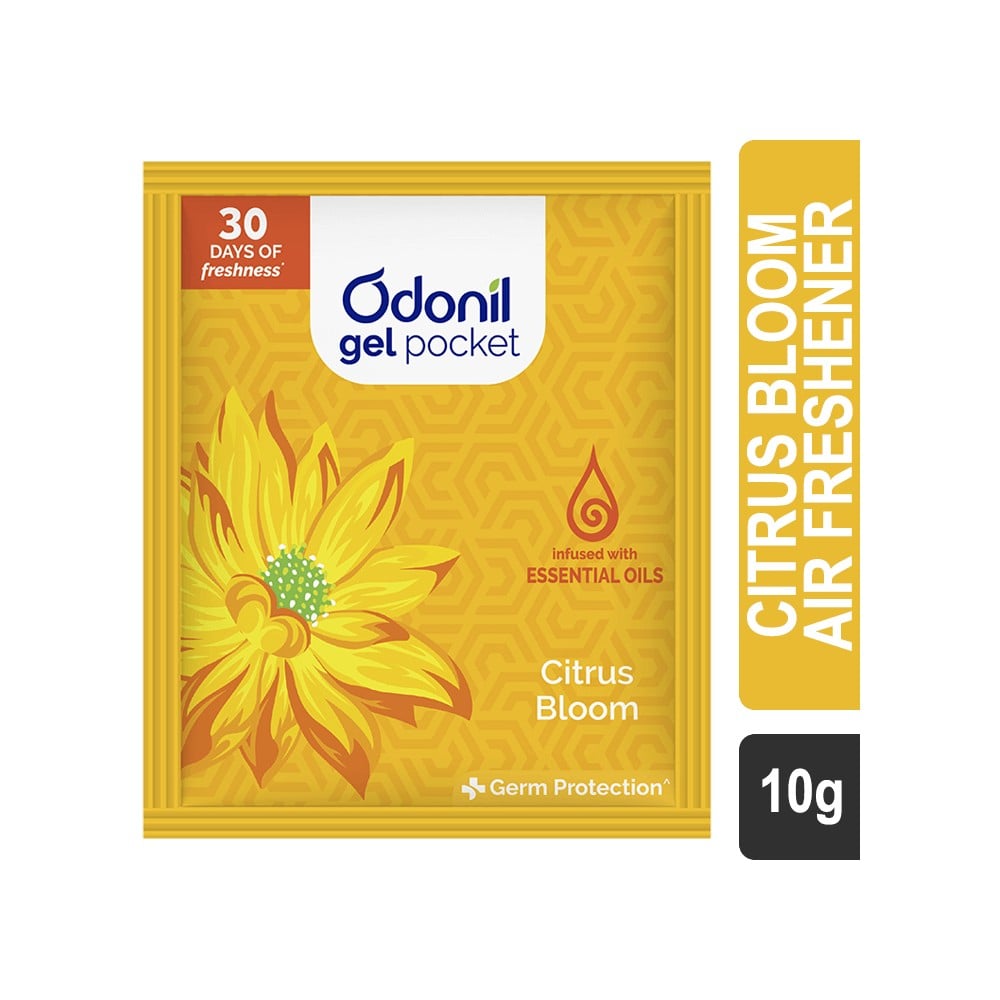 30
DAYS OF
freshness*
Odonil
gel pocket
infused with
ESSENTIAL OILS
Citrus
Bloom
Germ Protection^
CITRUS BLOOM
AIR FRESHENER
10g